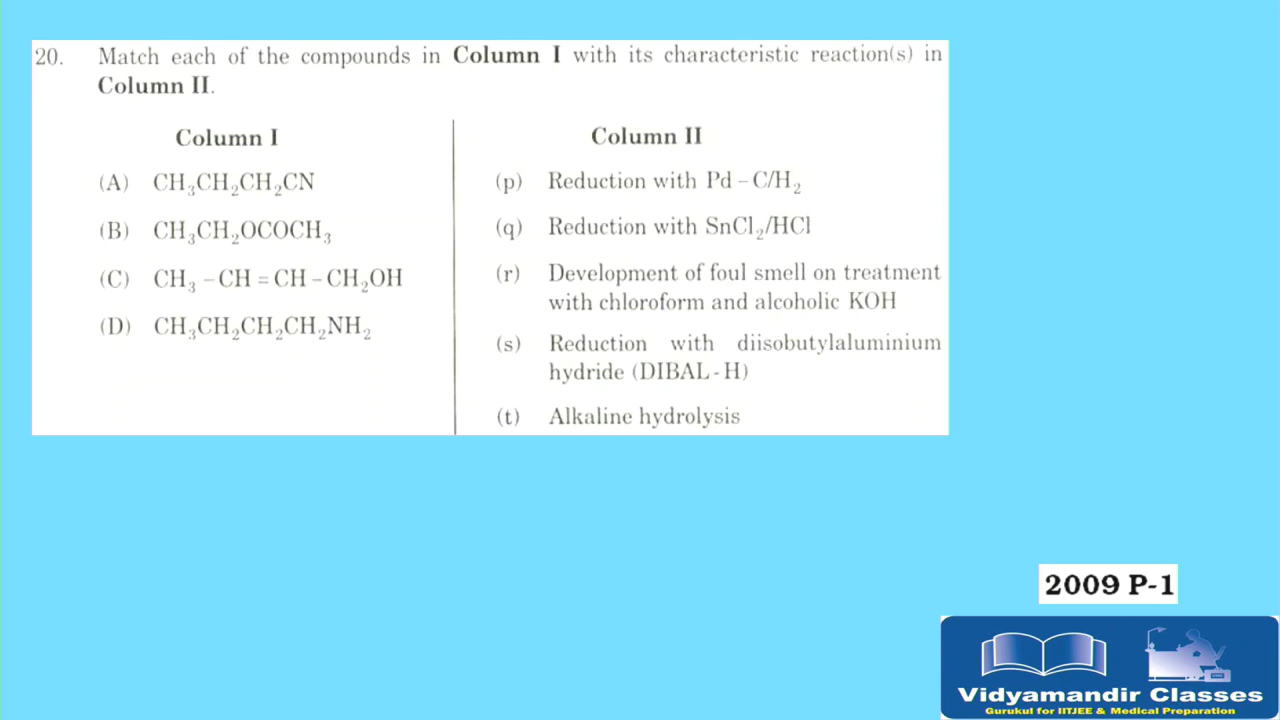 20. Match each of the compounds in Column I with its characteristic reaction(s) in
Column II.
Column I
(A) CH₃CH₂CH₂CN
(B) CH₃CH₂OCOCH₃
(C) CH₃ – CH = CH – CH₂OH
(D) CH₃CH₂CH₂CH₂NH₂
Column II
(p) Reduction with Pd – C/H₂
(q) Reduction with SnCl₂/HCl
(r) Development of foul smell on treatment
with chloroform and alcoholic KOH
(s) Reduction with diisobutylaluminium
hydride (DIBAL - H)
(t) Alkaline hydrolysis
2009 P-1
Vidyamandir Classes
Gurukul for IITJEE & Medical Preparation